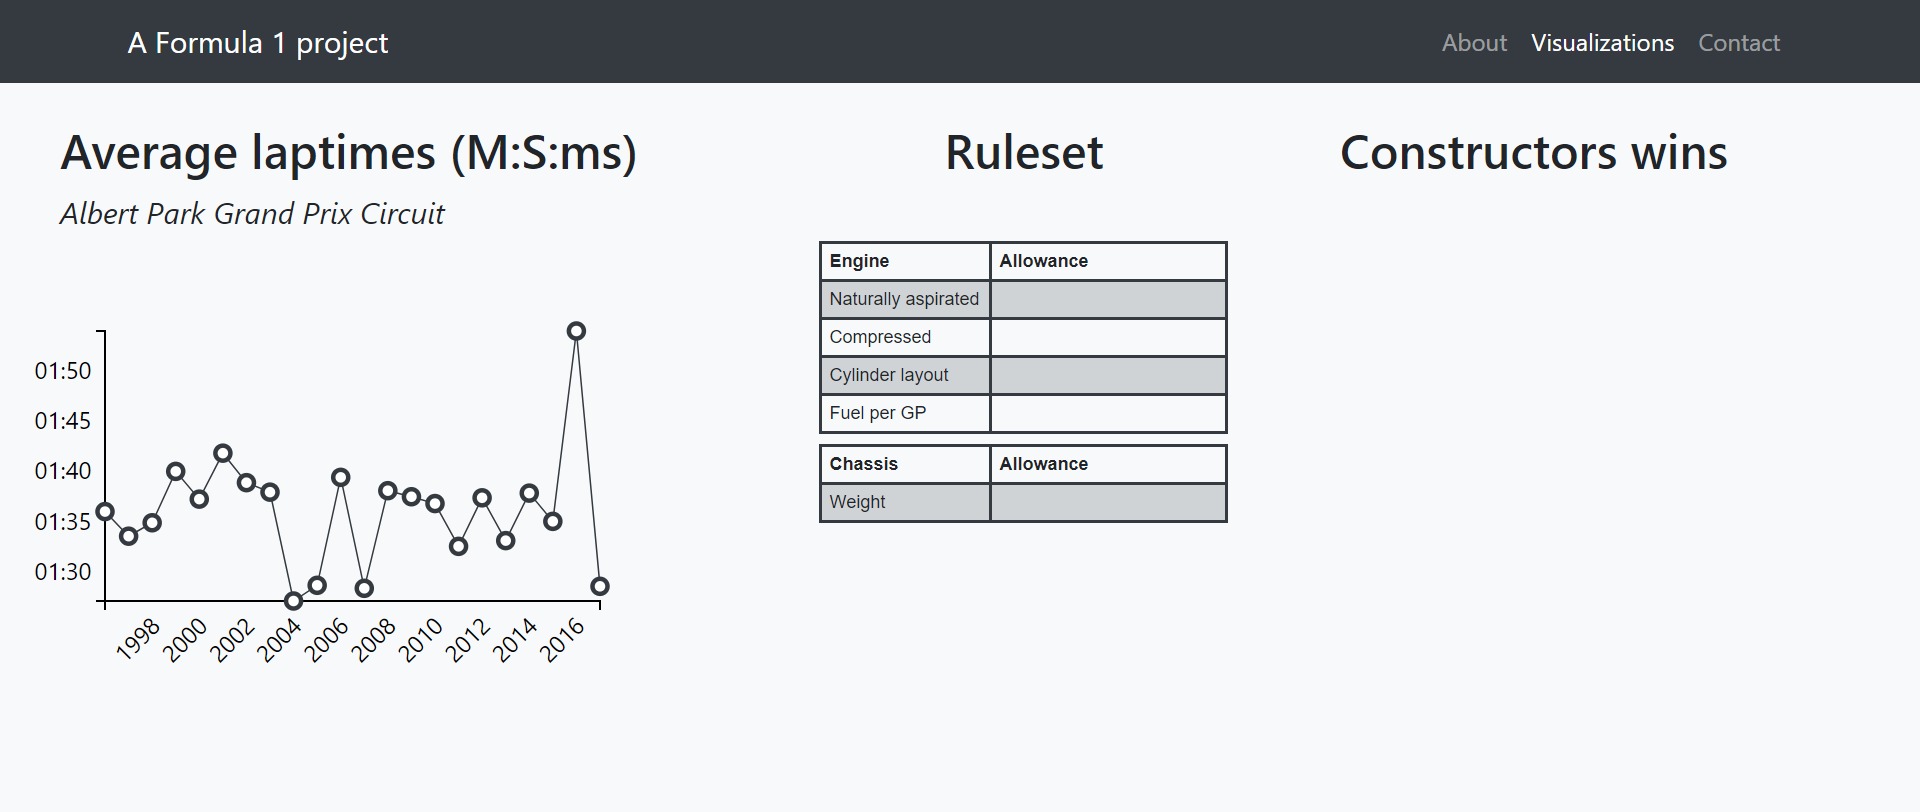 A Formula 1 project
About Visualizations Contact
Average laptimes (M:S:ms)
Albert Park Grand Prix Circuit
01:50
01:45
01:40
01:35
01:30
1998 2000 2002 2004 2006 2008 2010 2012 2014 2016
Ruleset
Engine Allowance
Naturally aspirated
Compressed
Cylinder layout
Fuel per GP
Chassis Allowance
Weight
Constructors wins